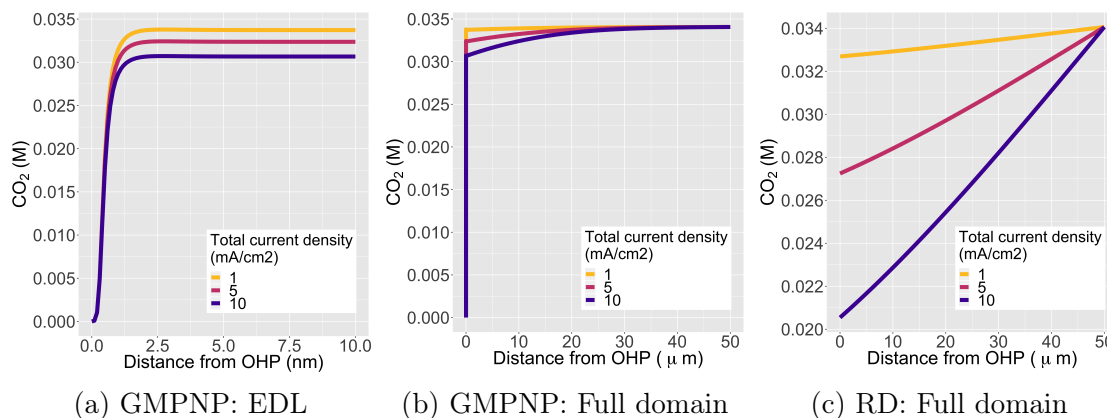 0.035
0.030
0.025
0.020
0.015
0.010
0.005
0.000
CO2 (M)
0.0 2.5 5.0 7.5 10.0
Distance from OHP (nm)
Total current density
(mA/cm2)
1
5
10
(a) GMPNP: EDL
0.035
0.030
0.025
0.020
0.015
0.010
0.005
0.000
CO2 (M)
0 10 20 30 40 50
Distance from OHP ( μ m)
Total current density
(mA/cm2)
1
5
10
(b) GMPNP: Full domain
0.034
0.032
0.030
0.028
0.026
0.024
0.022
0.020
CO2 (M)
0 10 20 30 40 50
Distance from OHP ( μ m)
Total current density
(mA/cm2)
1
5
10
(c) RD: Full domain